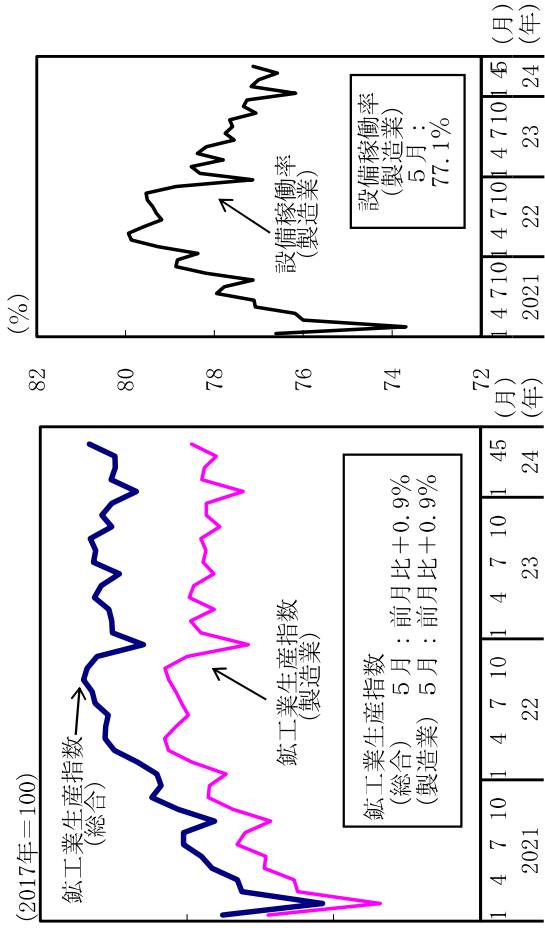 (2017年=100)
鉱工業生産指数
(総合)
鉱工業生産指数
(製造業)
鉱工業生産指数
(総合) 5月：前月比＋0.9%
(製造業) 5月：前月比＋0.9%
1 4 7 10 1 4 7 10 1 4 7 10 1 45 (月)
2021 22 23 24 (年)
(%)
82
80
78
76
74
72
設備稼働率
(製造業)
設備稼働率
(製造業)
5月：
77.1%
1 4 7 10 1 4 7 10 1 4 7 10 1 45 (月)
2021 22 23 24 (年)